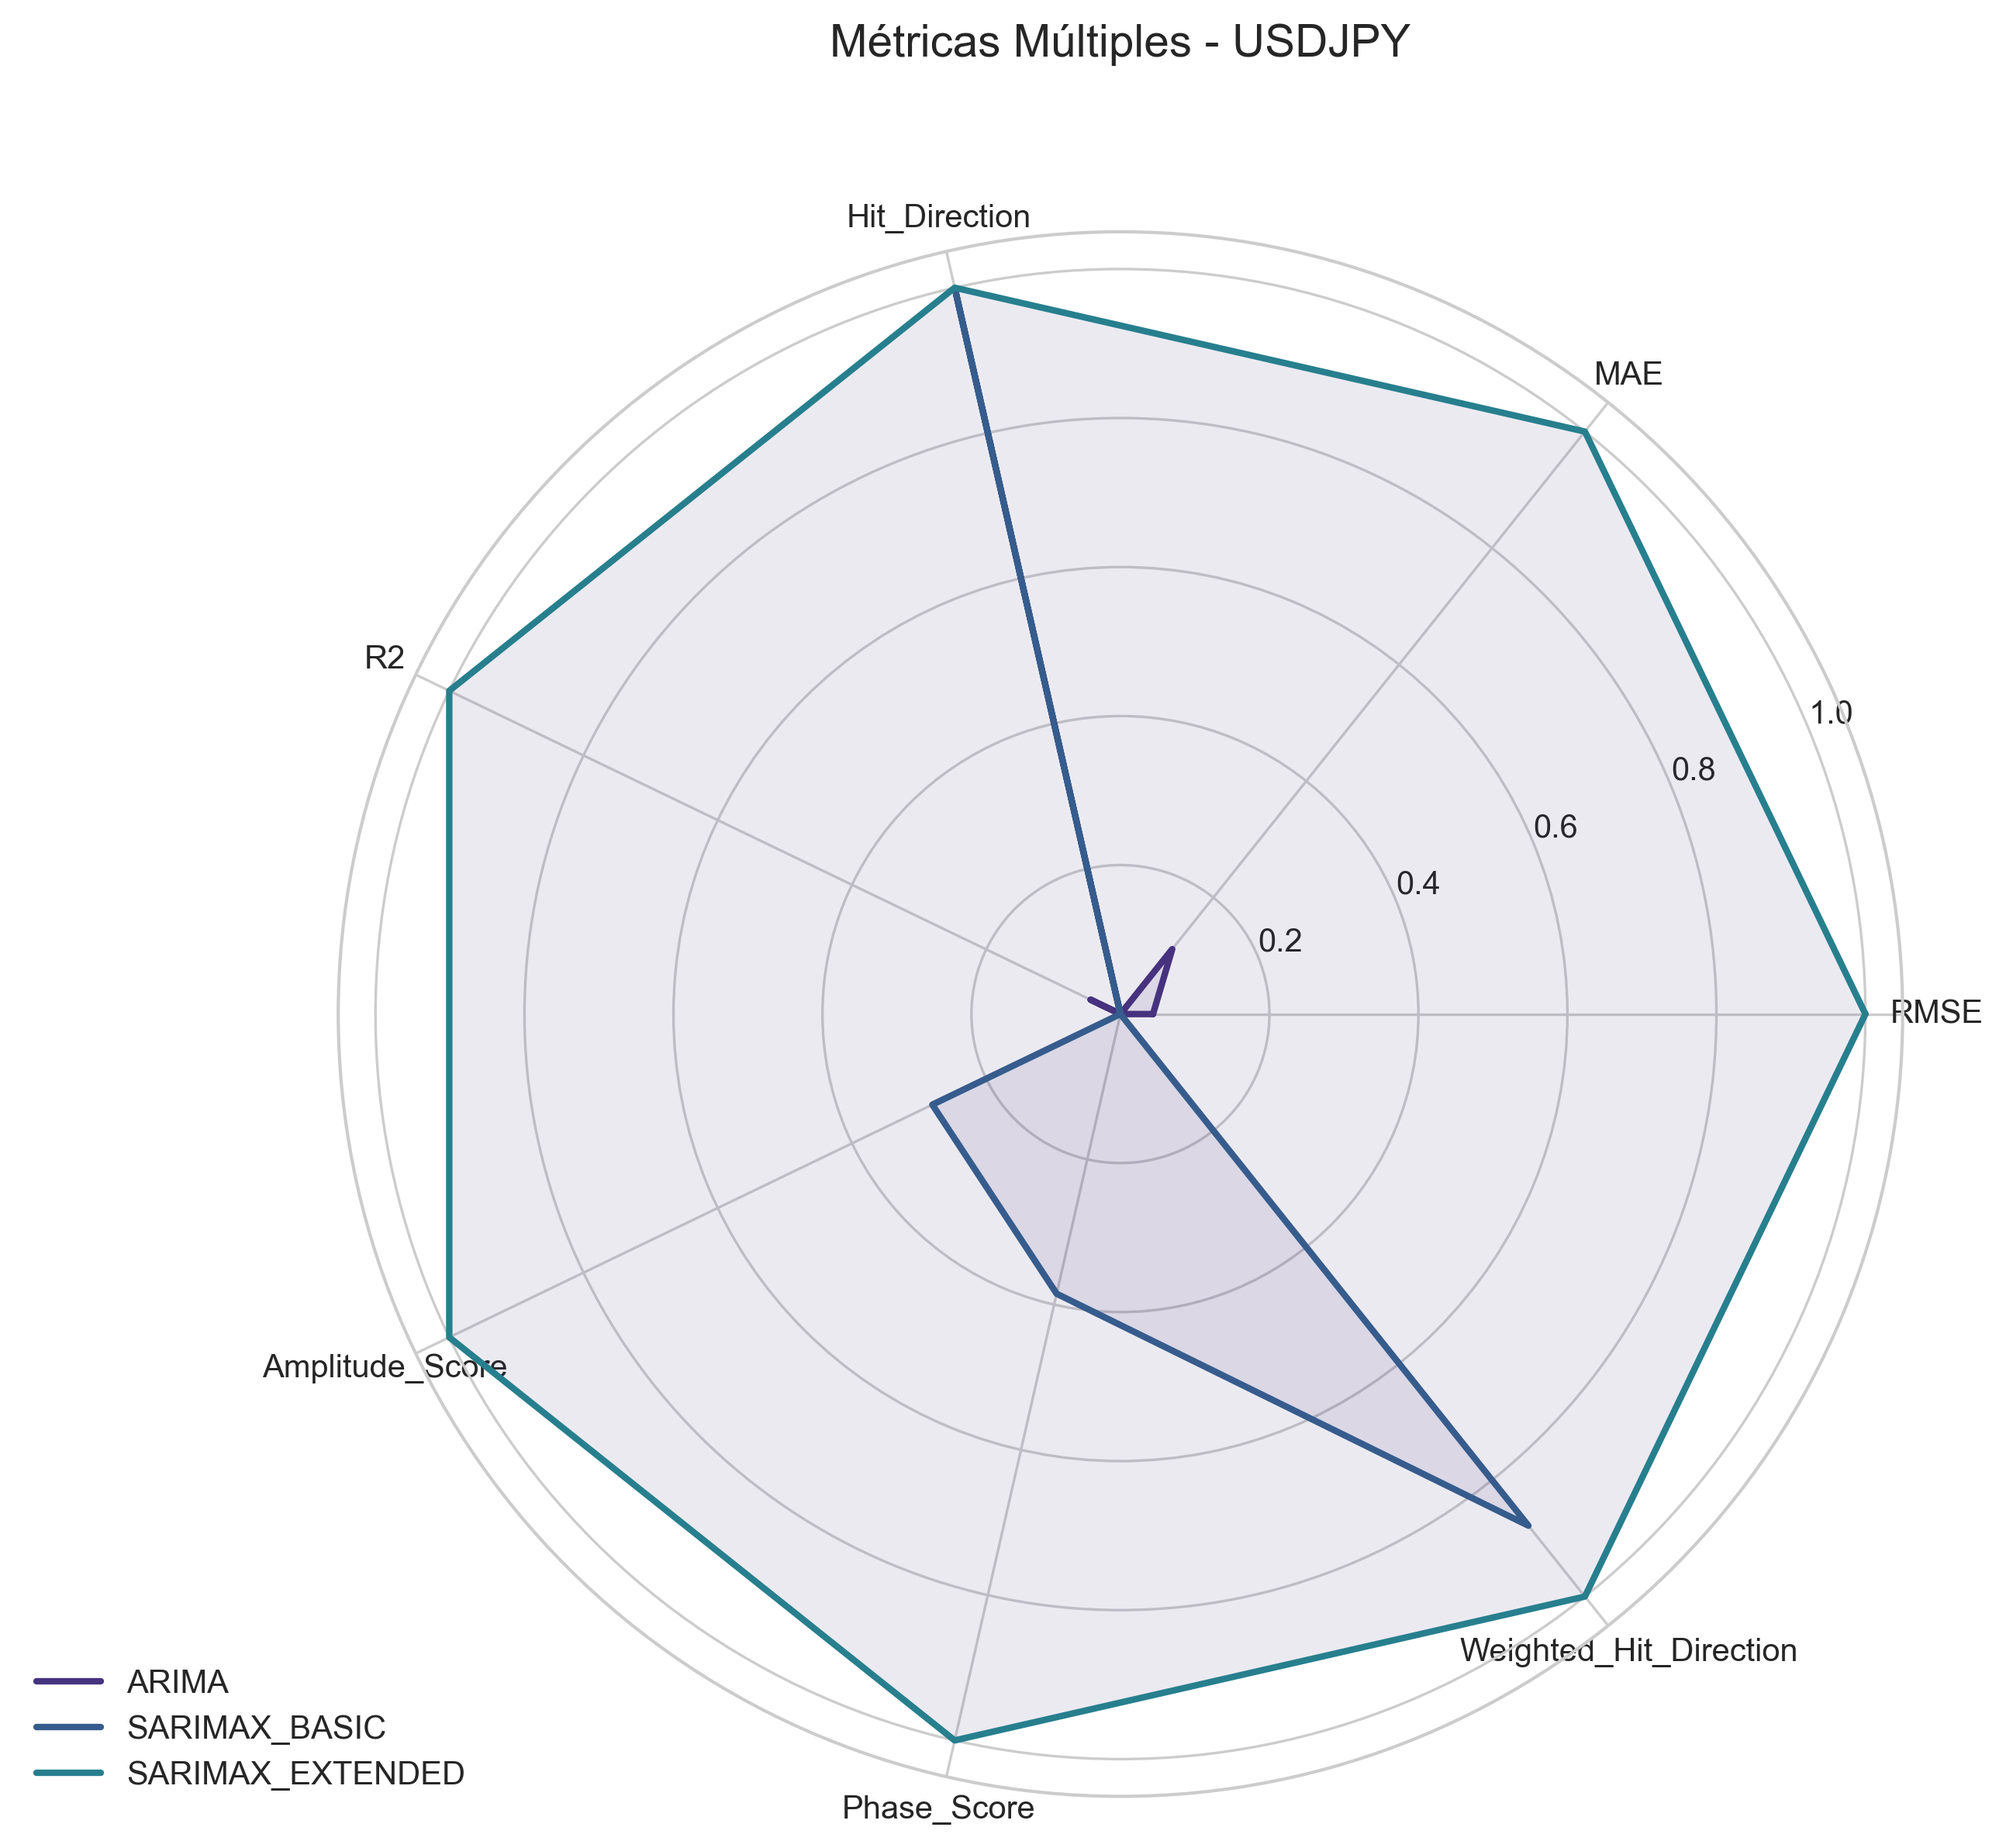 Métricas Múltiples - USDJPY
Hit_Direction
MAE
R2
1.0
0.8
0.6
0.4
0.2
RMSE
Amplitude_Score
Weighted_Hit_Direction
Phase_Score
ARIMA
SARIMAX_BASIC
SARIMAX_EXTENDED